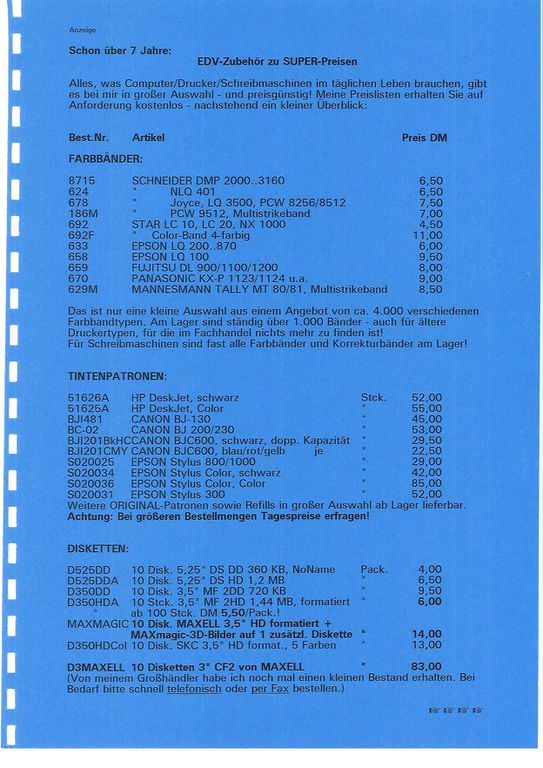 Anzeige
Schon über 7 Jahre:
EDV-Zubehör zu SUPER-Preisen
Alles, was Computer/Drucker/Schreibmaschinen im täglichen Leben brauchen, gibt
es bei mir in großer Auswahl - und preisgünstig! Meine Preislisten erhalten Sie auf
Anforderung kostenlos - nachstehend ein kleiner Überblick:
Best.Nr. Artikel Preis DM
FARBBÄNDER:
8715 SCHNEIDER DMP 2000..3160 6,50
624 " NLQ 401 6,50
678 " Joyce, LQ 3500, PCW 8256/8512 7,50
186M " PCW 9512, Multistrikeband 7,00
692 STAR LC 10, LC 20, NX 1000 4,50
692F " Color-Band 4-farbig 11,00
633 EPSON LQ 200..870 6,00
658 EPSON LQ 100 9,50
659 FUJITSU DL 900/1100/1200 8,00
670 PANASONIC KX-P 1123/1124 u.a. 9,00
629M MANNESMANN TALLY MT 80/81, Multistrikeband 8,50
Das ist nur eine kleine Auswahl aus einem Angebot von ca. 4.000 verschiedenen
Farbbandtypen. Am Lager sind ständig über 1.000 Bänder - auch für ältere
Druckertypen, für die im Fachhandel nichts mehr zu finden ist!
Für Schreibmaschinen sind fast alle Farbbänder und Korrekturbänder am Lager!
TINTENPATRONEN:
51626A HP DeskJet, schwarz Stck. 52,00
51625A HP DeskJet, Color " 55,00
BJI481 CANON BJ-130 " 45,00
BC-02 CANON BJ 200/230 " 53,00
BJI201BkHC CANON BJC600, schwarz, dopp. Kapazität " 29,50
BJI201CMY CANON BJC600, blau/rot/gelb je " 22,50
S020025 EPSON Stylus 800/1000 " 29,00
S020034 EPSON Stylus Color, schwarz " 42,00
S020036 EPSON Stylus Color, Color " 85,00
S020031 EPSON Stylus 300 " 52,00
Weitere ORIGINAL-Patronen sowie Refills in großer Auswahl ab Lager lieferbar.
Achtung: Bei größeren Bestellmengen Tagespreise erfragen!
DISKETTEN:
D525DD 10 Disk. 5,25" DS DD 360 KB, NoName Pack. 4,00
D525DDA 10 Disk. 5,25" DS HD 1,2 MB " 6,50
D350DD 10 Disk. 3,5" MF 2DD 720 KB " 9,50
D350HDA 10 Stck. 3,5" MF 2HD 1,44 MB, formatiert " 6,00
" ab 100 Stck. DM 5,50/Pack.!
MAXMAGIC 10 Disk. MAXELL 3,5" HD formatiert +
MAXmagic-3D-Bilder auf 1 zusätzl. Diskette " 14,00
D350HDCol 10 Disk. SKC 3,5" HD format., 5 Farben " 13,00
D3MAXELL 10 Disketten 3" CF2 von MAXELL " 83,00
(Von meinem Großhändler habe ich noch mal einen kleinen Bestand erhalten. Bei
Bedarf bitte schnell telefonisch oder per Fax bestellen.)